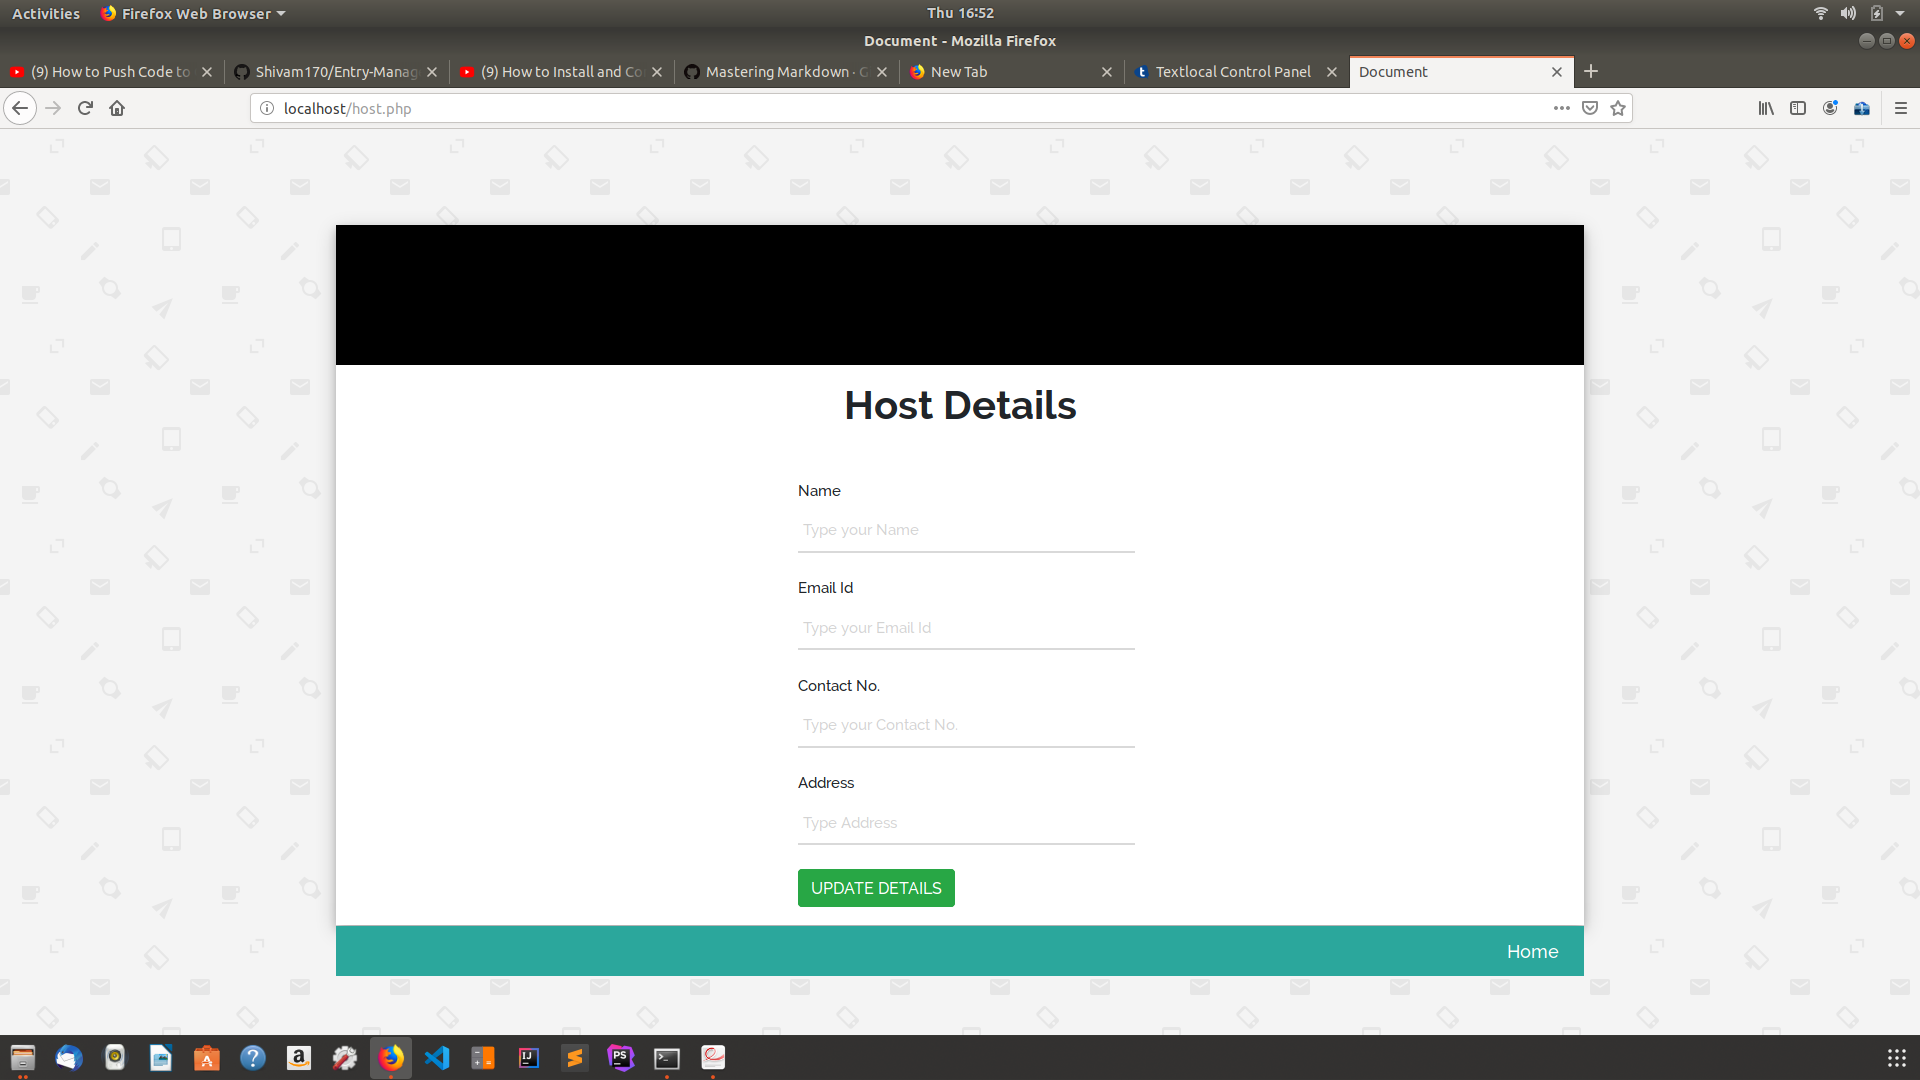 Activities
Firefox Web Browser
Thu 16:52
Document - Mozilla Firefox
(9) How to Push Code to
Shivam170/Entry-Manag
(9) How to Install and Co
Mastering Markdown · G
New Tab
Textlocal Control Panel
Document
localhost/host.php
Host Details
Name
Type your Name
Email Id
Type your Email Id
Contact No.
Type your Contact No.
Address
Type Address
UPDATE DETAILS
Home